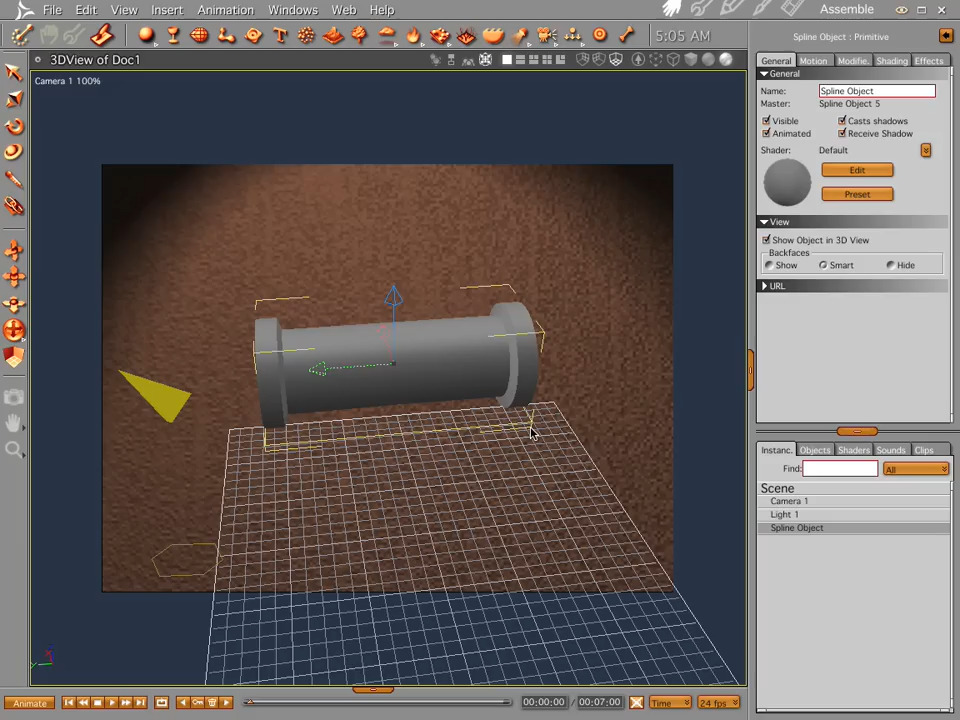 File Edit View Insert Animation Windows Web Help Assemble
5:05 AM
3DView of Doc1
Camera 1 100%
Spline Object : Primitive
General Motion Modifie. Shading Effects
General
Name: Spline Object
Master: Spline Object 5
Visible Casts shadows
Animated Receive Shadow
Shader: Default
Edit
Preset
View
Show Object in 3D View
Backfaces
Show Smart Hide
URL
Instanc. Objects Shaders Sounds Clips
Find: All
Scene
Camera 1
Light 1
Spline Object
Animate 00:00:00 / 00:07:00 Time 24 fps